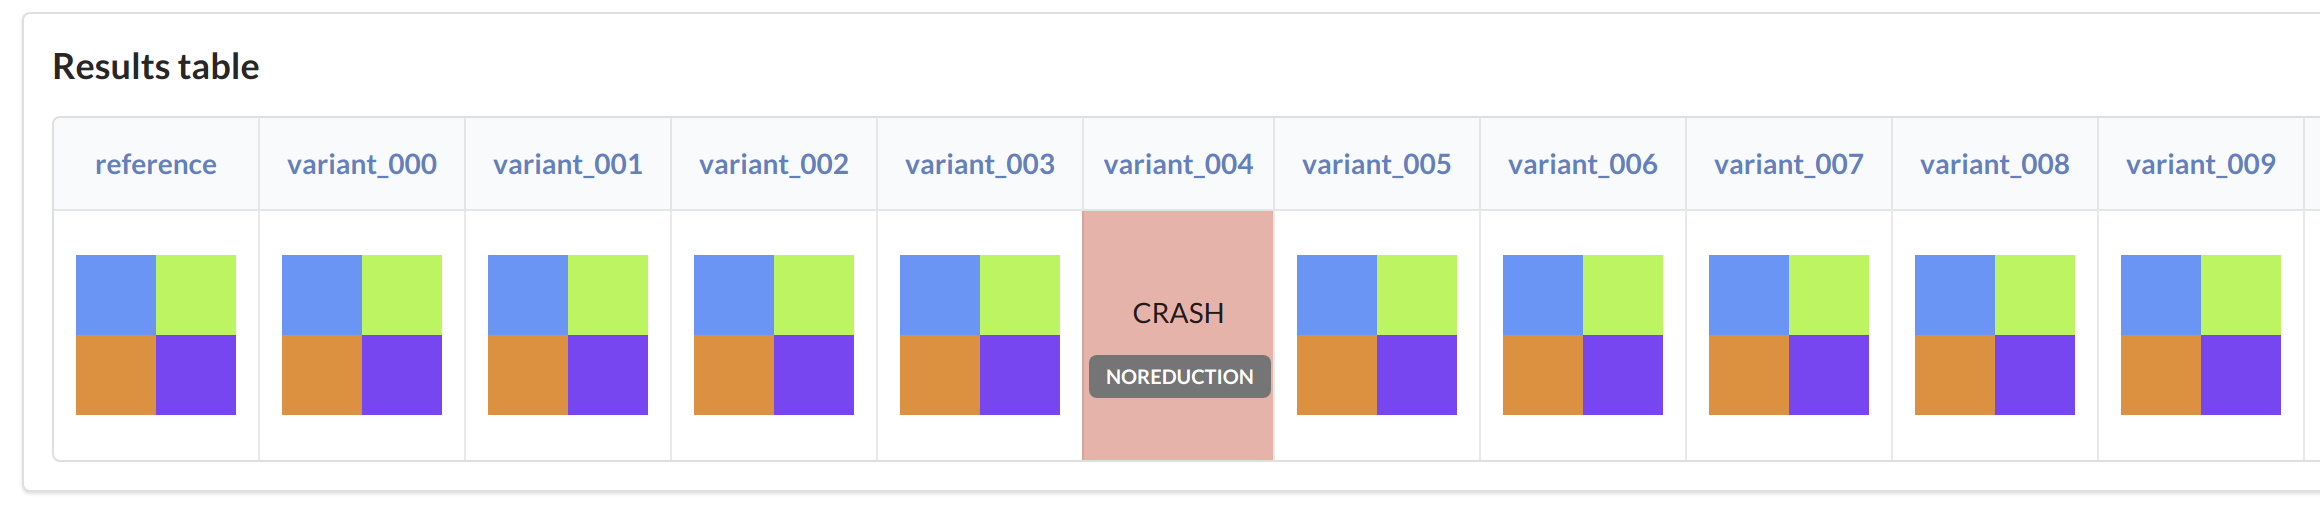 Results table
reference variant_000 variant_001 variant_002 variant_003 variant_004 variant_005 variant_006 variant_007 variant_008 variant_009
CRASH
NOREDUCTION